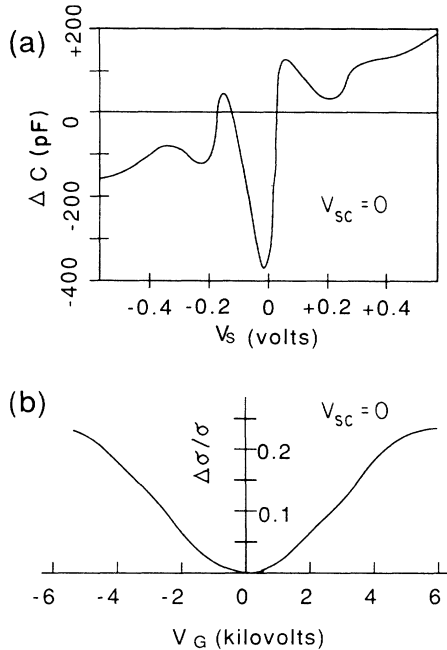 (a)
+200
0
-200
-400
Δ C (pF)
V_SC = 0
-0.4 -0.2 0 +0.2 +0.4
V_S (volts)
(b)
V_SC = 0
Δσ/σ
0.2
0.1
-6 -4 -2 0 2 4 6
V_G (kilovolts)